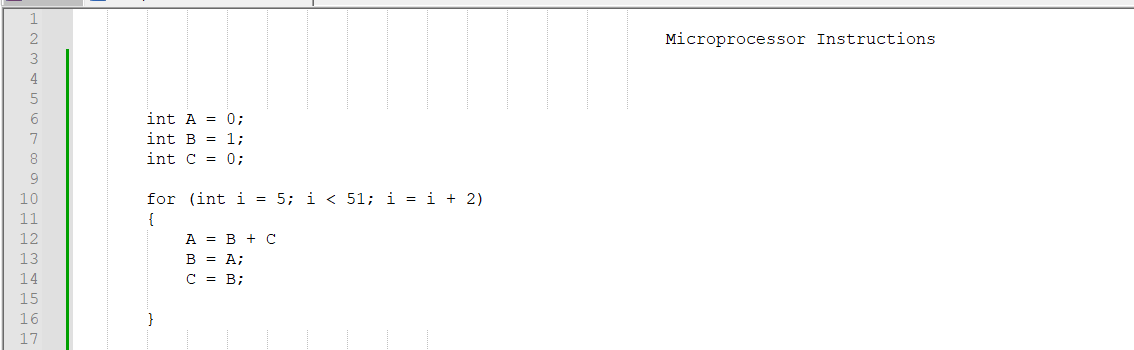 1
2 Microprocessor Instructions
3
4
5
6 int A = 0;
7 int B = 1;
8 int C = 0;
9
10 for (int i = 5; i < 51; i = i + 2)
11 {
12 A = B + C
13 B = A;
14 C = B;
15
16 }
17